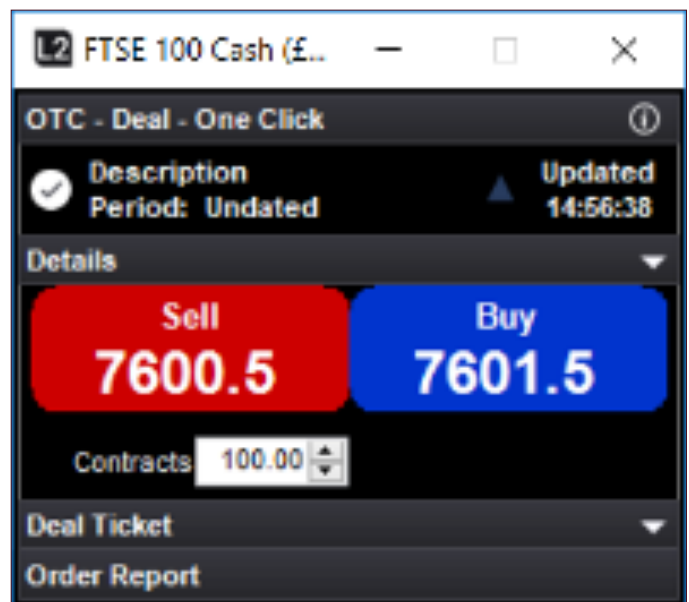 L2 FTSE 100 Cash (£...
OTC - Deal - One Click
Description
Period: Undated
Updated
14:56:38
Details
Sell
7600.5
Buy
7601.5
Contracts 100.00
Deal Ticket
Order Report